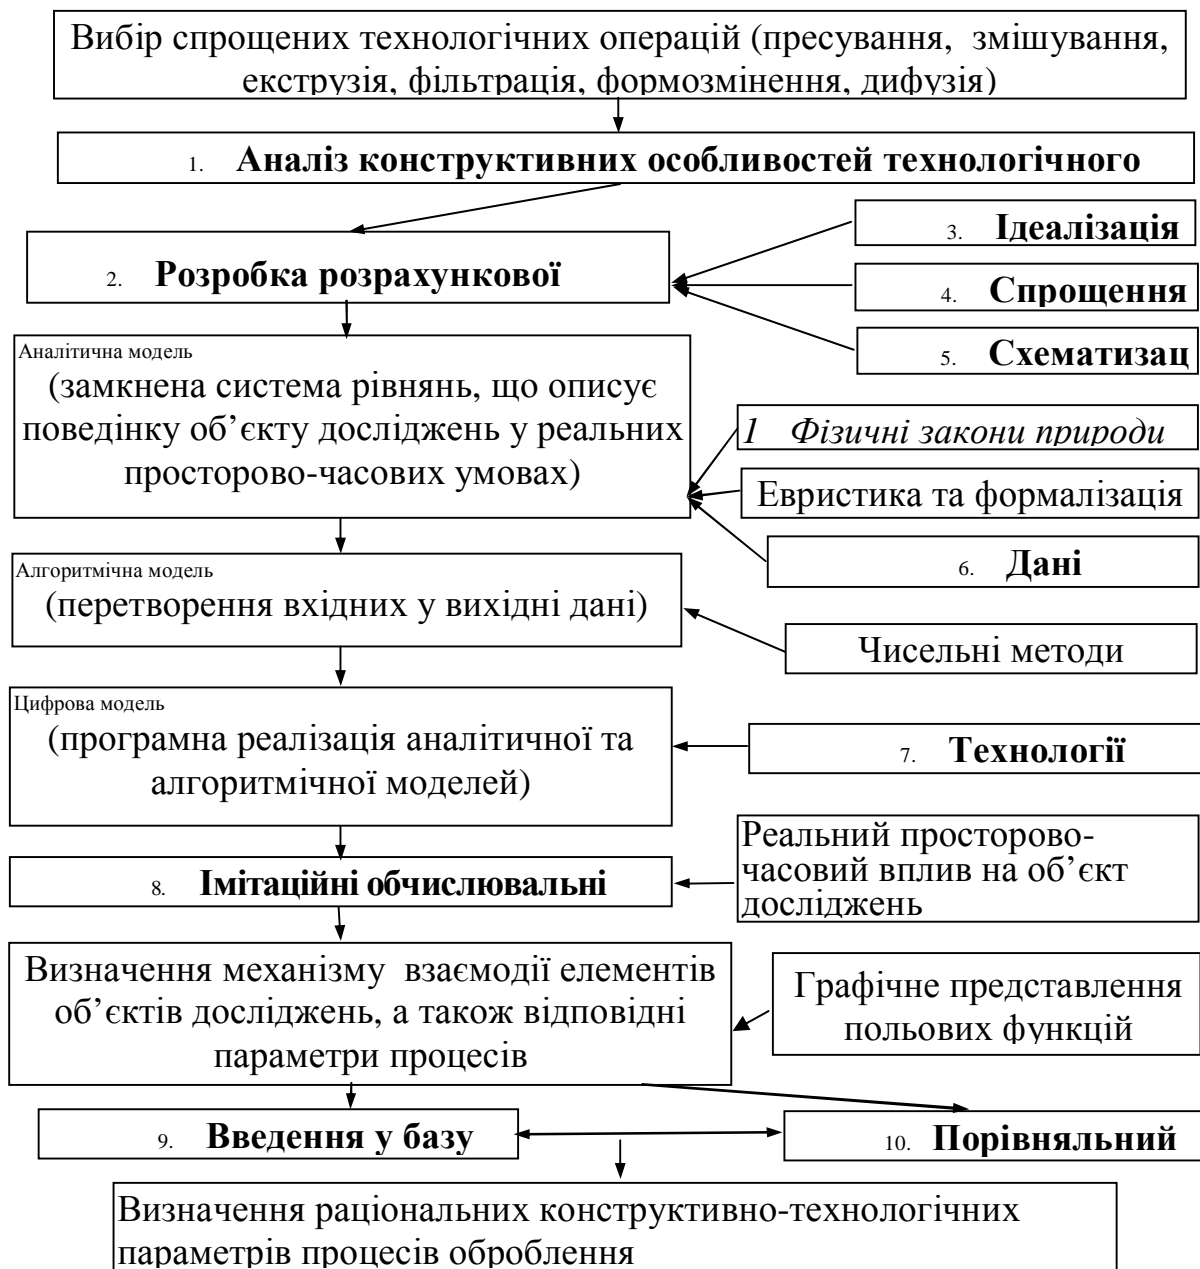 Вибір спрощених технологічних операцій (пресування, змішування,
екструзія, фільтрація, формозмінення, дифузія)
1. Аналіз конструктивних особливостей технологічного
3. Ідеалізація
2. Розробка розрахункової
4. Спрощення
5. Схематизац
Аналітична модель
(замкнена система рівнянь, що описує
поведінку об’єкту досліджень у реальних
просторово-часових умовах)
1 Фізичні закони природи
Евристика та формалізація
6. Дані
Алгоритмічна модель
(перетворення вхідних у вихідні дані)
Чисельні методи
Цифрова модель
(програмна реалізація аналітичної та
алгоритмічної моделей)
7. Технології
Реальний просторово-
часовий вплив на об’єкт
досліджень
8. Імітаційні обчислювальні
Визначення механізму взаємодії елементів
об’єктів досліджень, а також відповідні
параметри процесів
Графічне представлення
польових функцій
9. Введення у базу
10. Порівняльний
Визначення раціональних конструктивно-технологічних
параметрів процесів оброблення